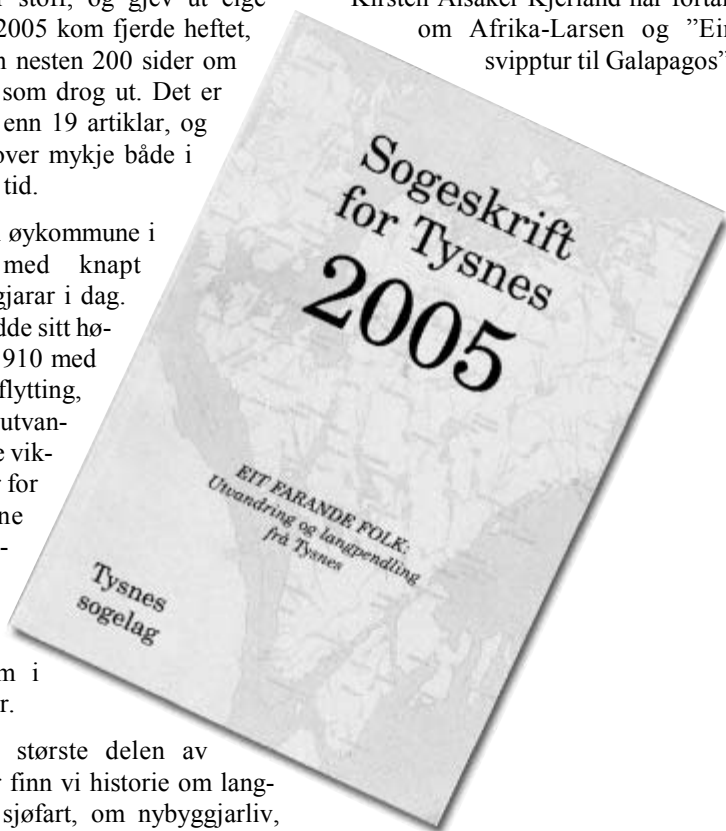 stoff, og gjev ut eige
2005 kom fjerde heftet,
n nesten 200 sider om
som drog ut. Det er
enn 19 artiklar, og
over mykje både i
tid.
øykommune i
med knapt
gjarar i dag.
dde sitt hø-
910 med
flytting,
utvan-
e vik-
for
ne
-
m i
r.
største delen av
r finn vi historie om lang-
sjøfart, om nybyggjarliv,
Kirsten Alsaker Kjerland har
om Afrika-Larsen og ”Ein
svipptur til Galapagos”
Sogeskrift
for Tysnes
2005
EIT FARANDE FOLK:
Utvandring og langpendling
frå Tysnes
Tysnes
sogelag